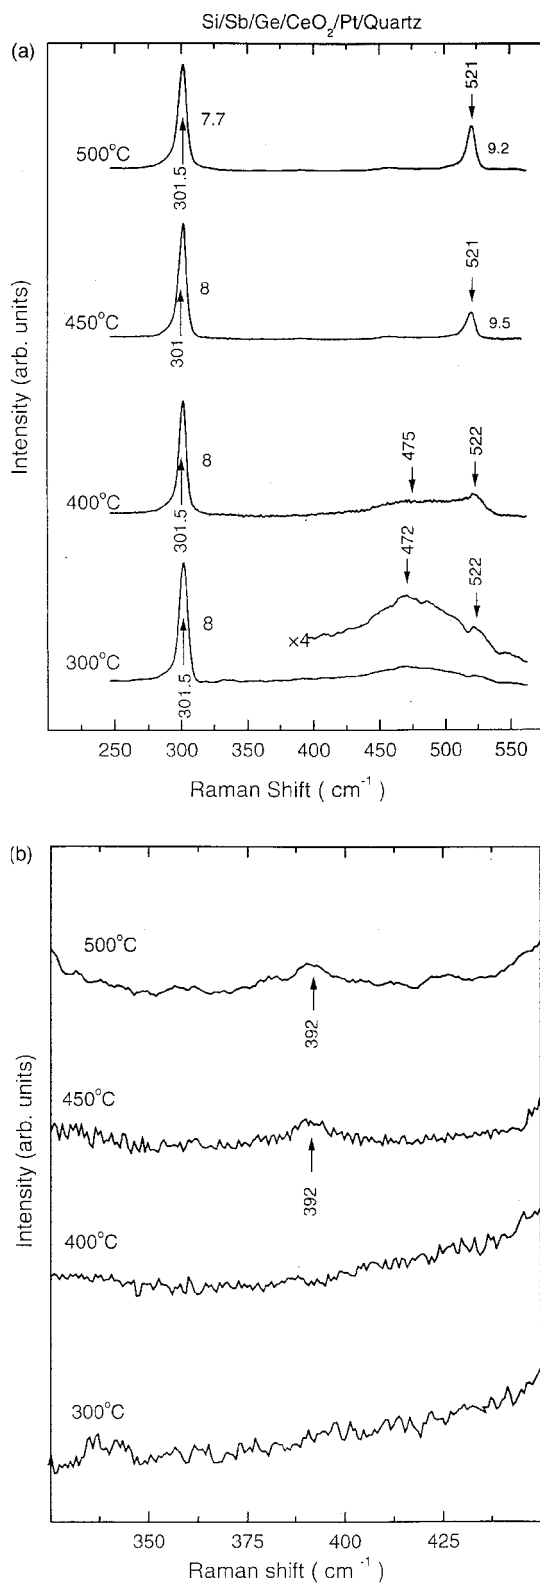 Si/Sb/Ge/CeO₂/Pt/Quartz
(a)
521
7.7
500°C
9.2
301.5
521
8
450°C
9.5
301
475
522
8
400°C
301.5
472
522
8
×4
300°C
301.5
Intensity (arb. units)
250 300 350 400 450 500 550
Raman Shift ( cm⁻¹ )
(b)
500°C
392
450°C
392
400°C
300°C
Intensity (arb. units)
350 400 425
Raman shift ( cm⁻¹ )